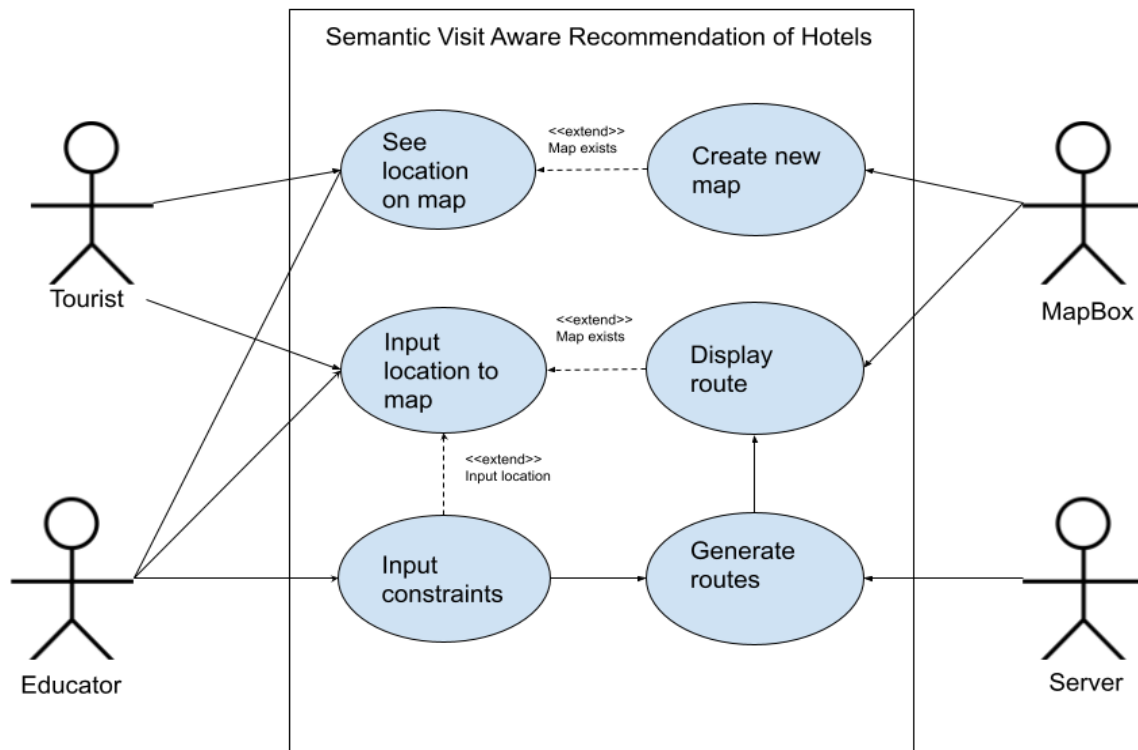 Semantic Visit Aware Recommendation of Hotels
See
location
on map
<<extend>>
Map exists
Create new
map
Tourist
MapBox
Input
location to
map
<<extend>>
Map exists
Display
route
<<extend>>
Input location
Input
constraints
Generate
routes
Educator
Server